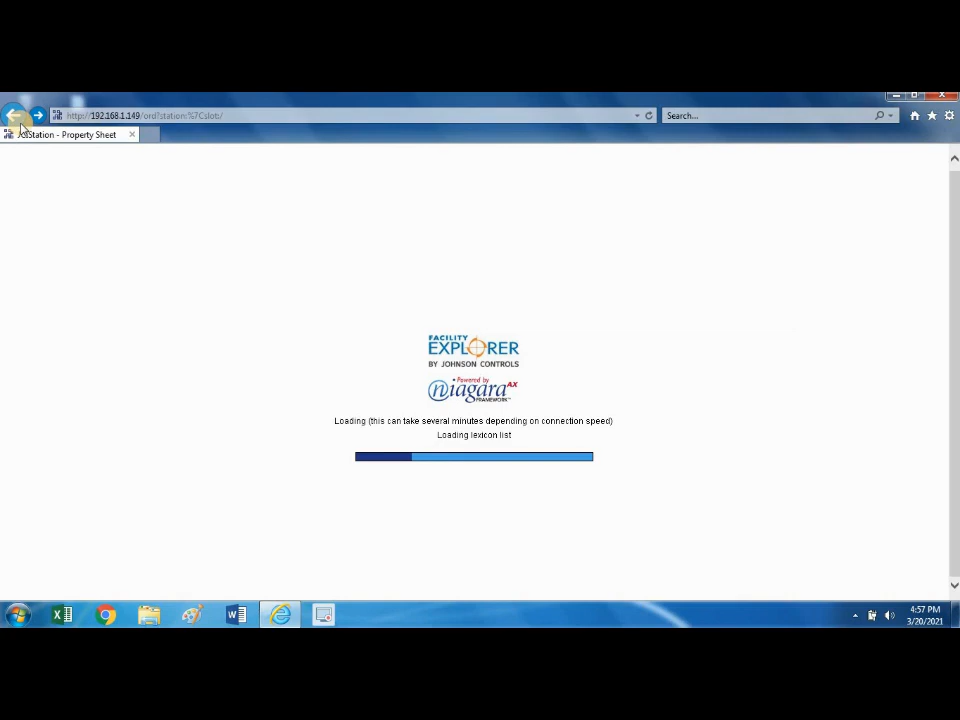 http://192.168.1.149/ord?station:%7Cslot:/
Search...
JciStation - Property Sheet
FACILITY
EXPLORER
BY JOHNSON CONTROLS
Powered by
niagara AX
FRAMEWORK
Loading (this can take several minutes depending on connection speed)
Loading lexicon list
4:57 PM
3/20/2021